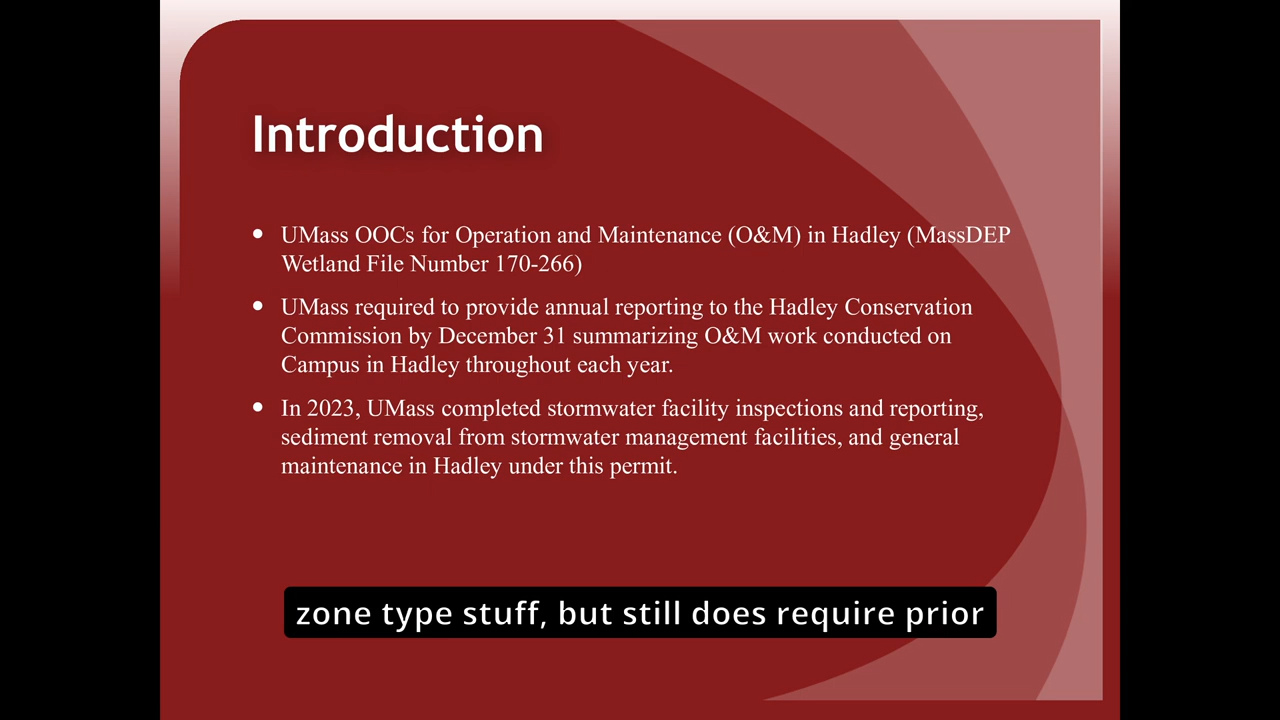 Introduction
• UMass OOCs for Operation and Maintenance (O&M) in Hadley (MassDEP
Wetland File Number 170-266)
• UMass required to provide annual reporting to the Hadley Conservation
Commission by December 31 summarizing O&M work conducted on
Campus in Hadley throughout each year.
• In 2023, UMass completed stormwater facility inspections and reporting,
sediment removal from stormwater management facilities, and general
maintenance in Hadley under this permit.
zone type stuff, but still does require prior